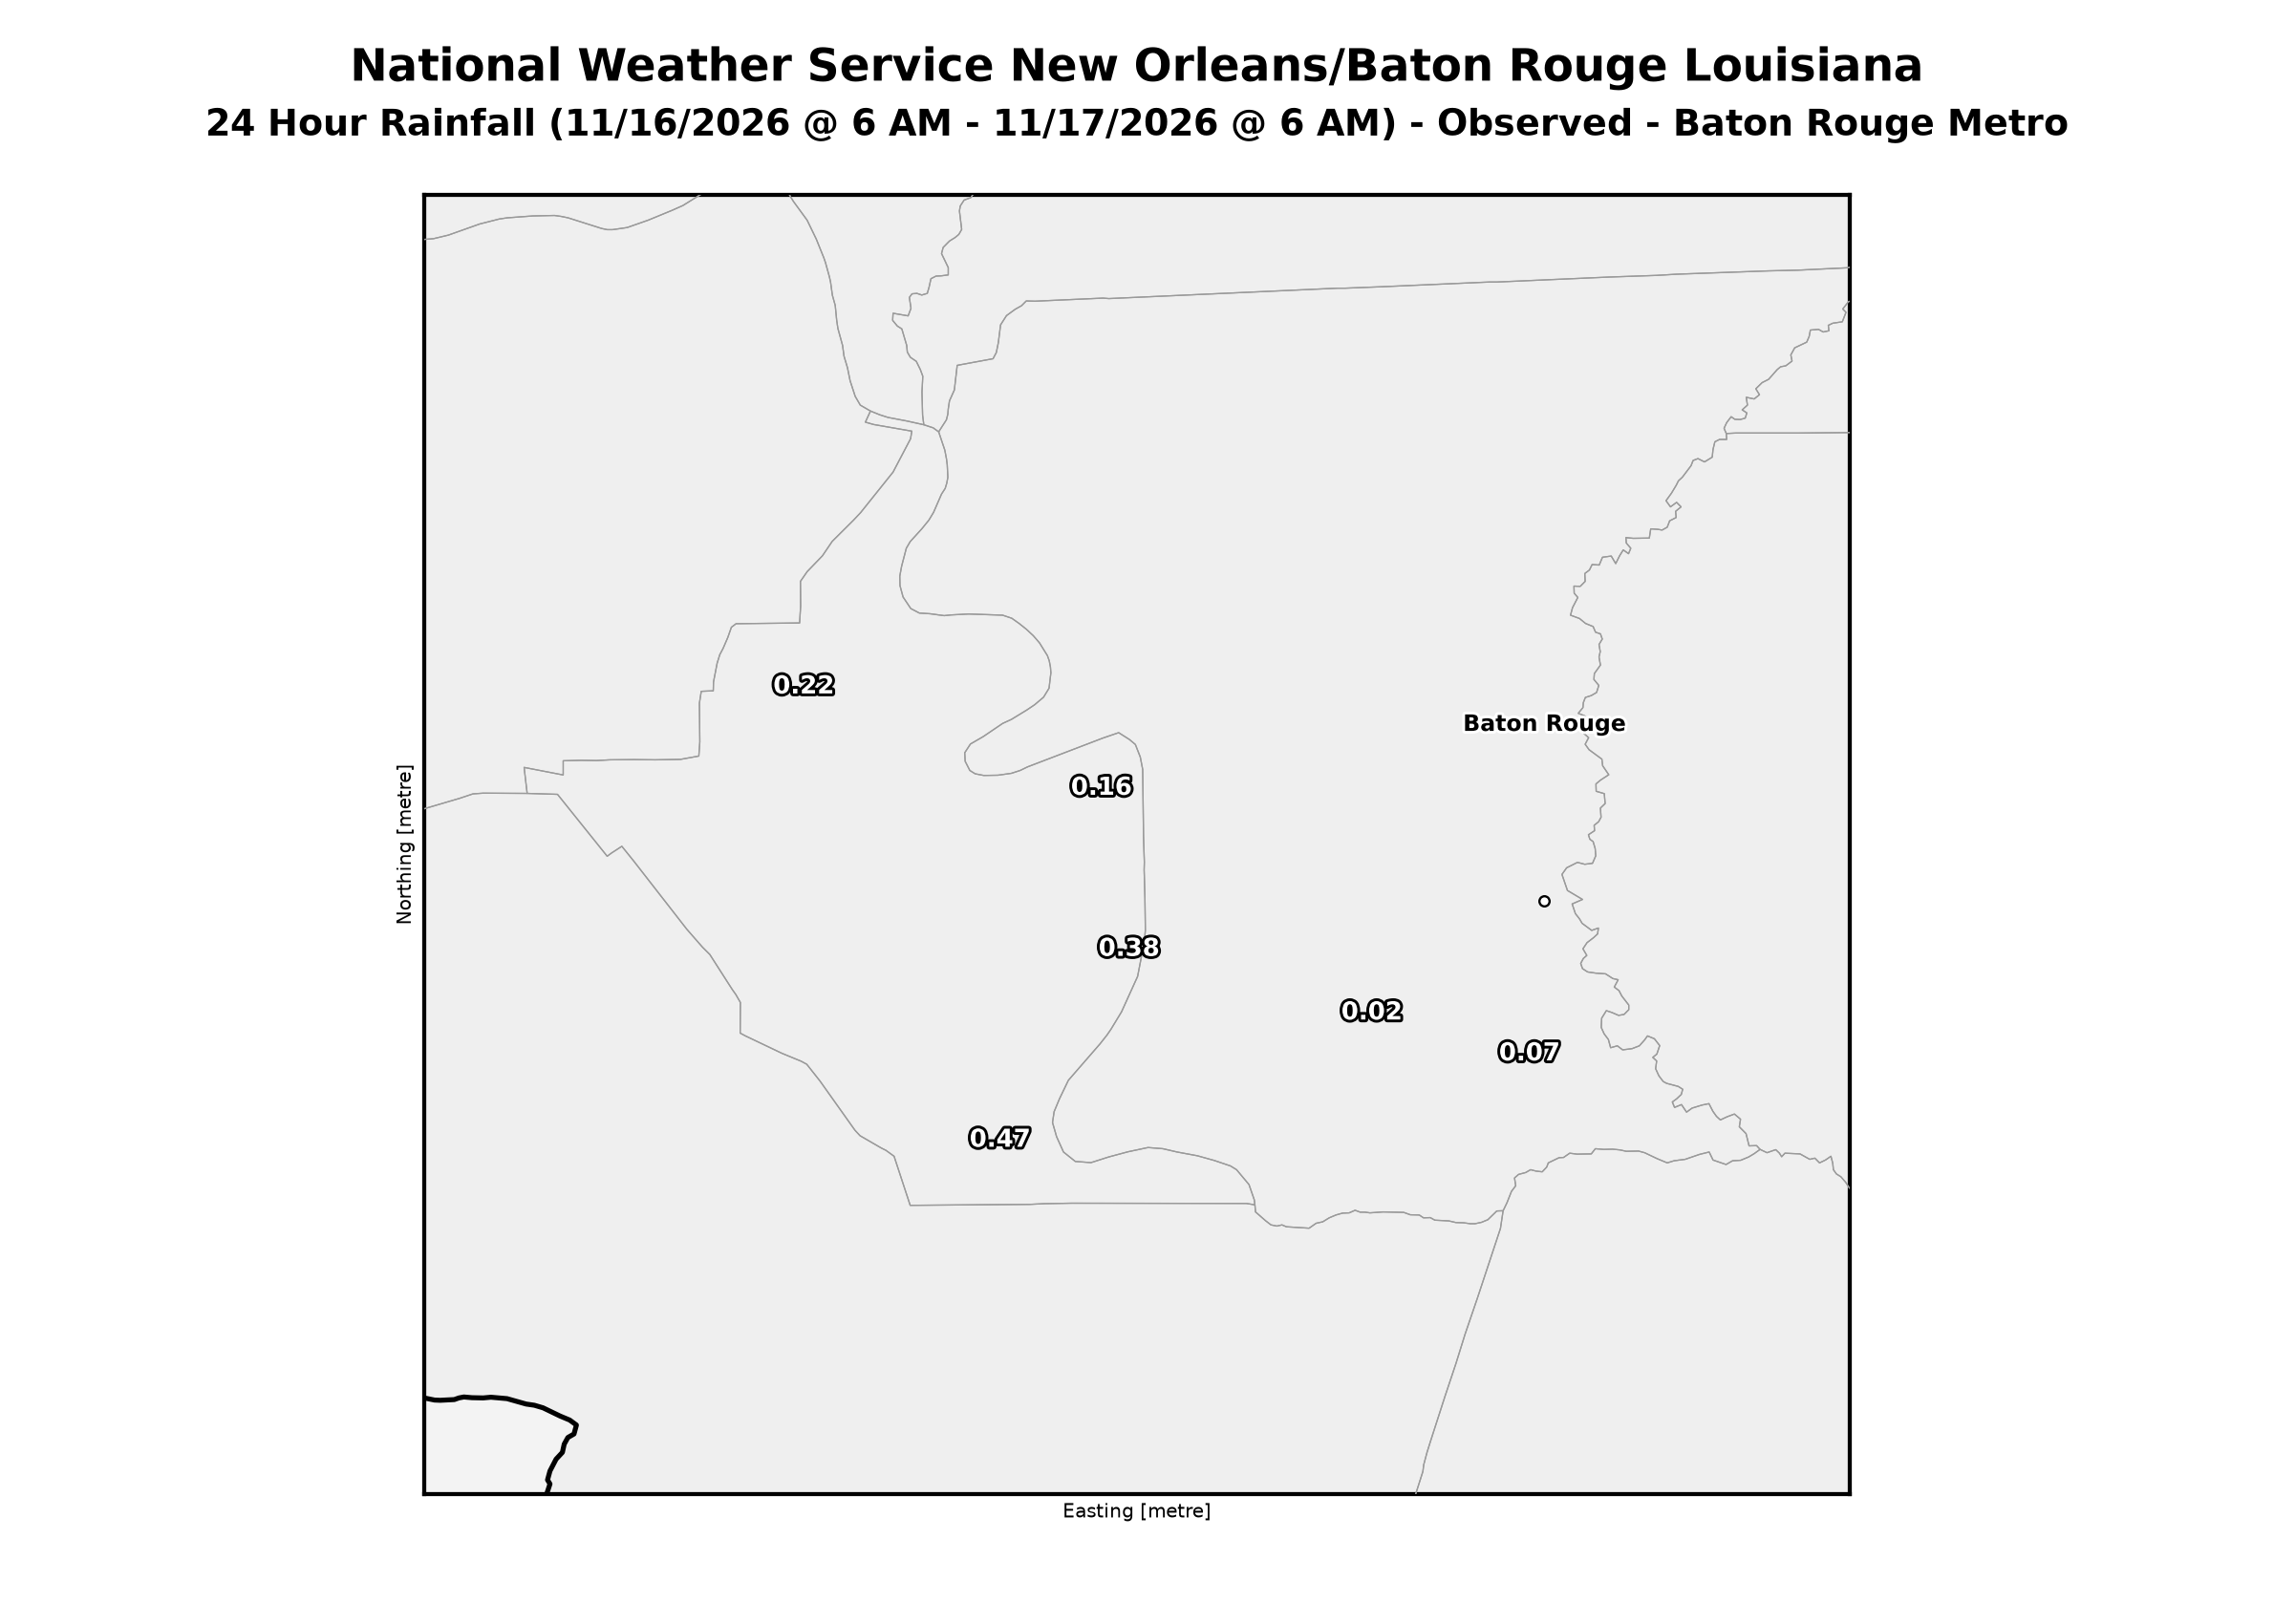 National Weather Service New Orleans/Baton Rouge Louisiana
24 Hour Rainfall (11/16/2026 @ 6 AM - 11/17/2026 @ 6 AM) - Observed - Baton Rouge Metro
0.22
Baton Rouge
0.16
Northing [metre]
0.38
0.02
0.07
0.47
Easting [metre]